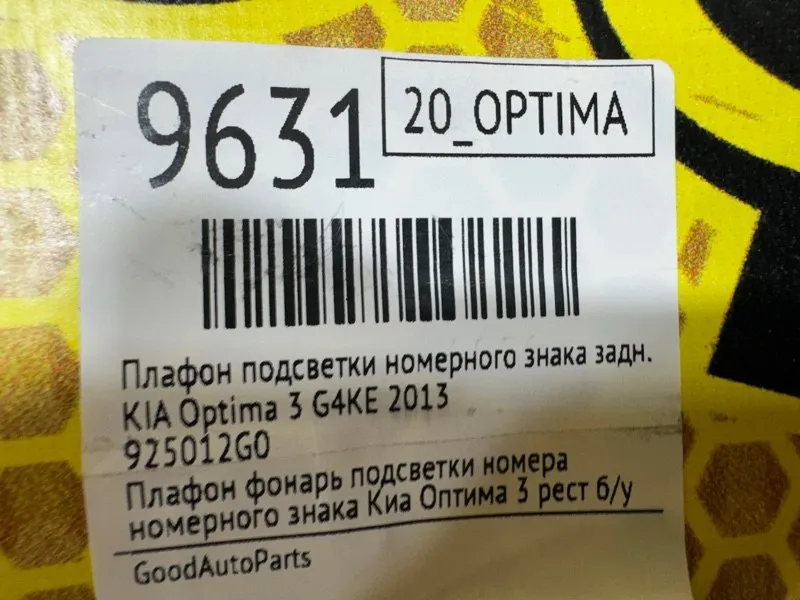 9631
20_OPTIMA
Плафон подсветки номерного знака задн.
KIA Optima 3 G4KE 2013
925012G0
Плафон фонарь подсветки номера
номерного знака Киа Оптима 3 рест б/у
GoodAutoParts